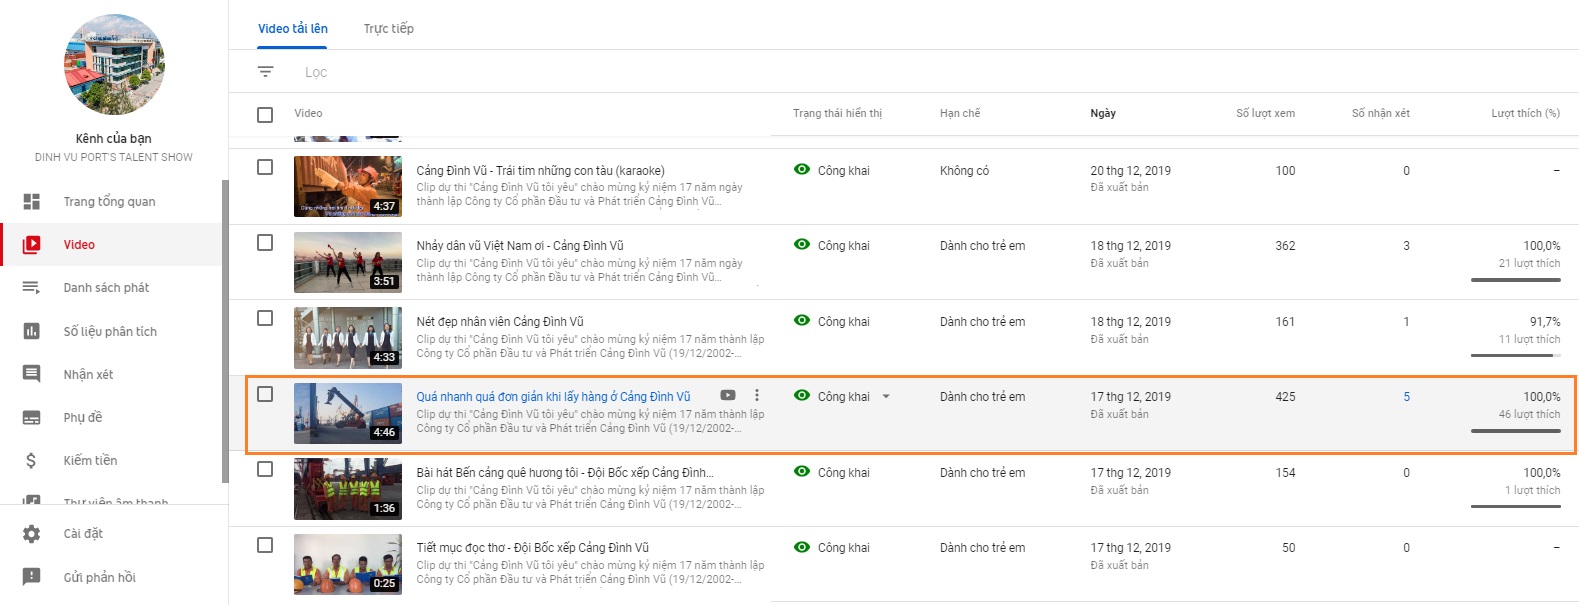 Video tải lên
Trực tiếp
Lọc
Kênh của bạn
DINH VU PORT'S TALENT SHOW
Trang tổng quan
Video
Danh sách phát
Số liệu phân tích
Nhận xét
Phụ đề
Kiếm tiền
Thư viện âm thanh
Cài đặt
Gửi phản hồi
Video Trạng thái hiển thị Hạn chế Ngày Số lượt xem Số nhận xét Lượt thích (%)
4:37
Cảng Đình Vũ - Trái tim những con tàu (karaoke) Công khai Không có 20 thg 12, 2019 100 0 –
Clip dự thi "Cảng Đình Vũ tôi yêu" chào mừng kỷ niệm 17 năm ngày Đã xuất bản
thành lập Công ty Cổ phần Đầu tư và Phát triển Cảng Đình Vũ...
3:51
Nhảy dân vũ Việt Nam ơi - Cảng Đình Vũ Công khai Dành cho trẻ em 18 thg 12, 2019 362 3 100,0%
Clip dự thi "Cảng Đình Vũ tôi yêu" chào mừng kỷ niệm 17 năm ngày Đã xuất bản 21 lượt thích
thành lập Công ty Cổ phần Đầu tư và Phát triển Cảng Đình Vũ...
4:33
Nét đẹp nhân viên Cảng Đình Vũ Công khai Dành cho trẻ em 18 thg 12, 2019 161 1 91,7%
Clip dự thi "Cảng Đình Vũ tôi yêu" chào mừng kỷ niệm 17 năm thành lập Đã xuất bản 11 lượt thích
Công ty Cổ phần Đầu tư và Phát triển Cảng Đình Vũ (19/12/2002-...
4:46
Quá nhanh quá đơn giản khi lấy hàng ở Cảng Đình Vũ Công khai Dành cho trẻ em 17 thg 12, 2019 425 5 100,0%
Clip dự thi "Cảng Đình Vũ tôi yêu" chào mừng kỷ niệm 17 năm thành lập Đã xuất bản 46 lượt thích
Công ty Cổ phần Đầu tư và Phát triển Cảng Đình Vũ (19/12/2002-...
1:36
Bài hát Bến cảng quê hương tôi - Đội Bốc xếp Cảng Đình... Công khai Dành cho trẻ em 17 thg 12, 2019 154 0 100,0%
Clip dự thi "Cảng Đình Vũ tôi yêu" chào mừng kỷ niệm 17 năm thành lập Đã xuất bản 1 lượt thích
Công ty Cổ phần Đầu tư và Phát triển Cảng Đình Vũ (19/12/2002-...
0:25
Tiết mục đọc thơ - Đội Bốc xếp Cảng Đình Vũ Công khai Dành cho trẻ em 17 thg 12, 2019 50 0 –
Clip dự thi "Cảng Đình Vũ tôi yêu" chào mừng kỷ niệm 17 năm thành lập Đã xuất bản
Công ty Cổ phần Đầu tư và Phát triển Cảng Đình Vũ (19/12/2002-...